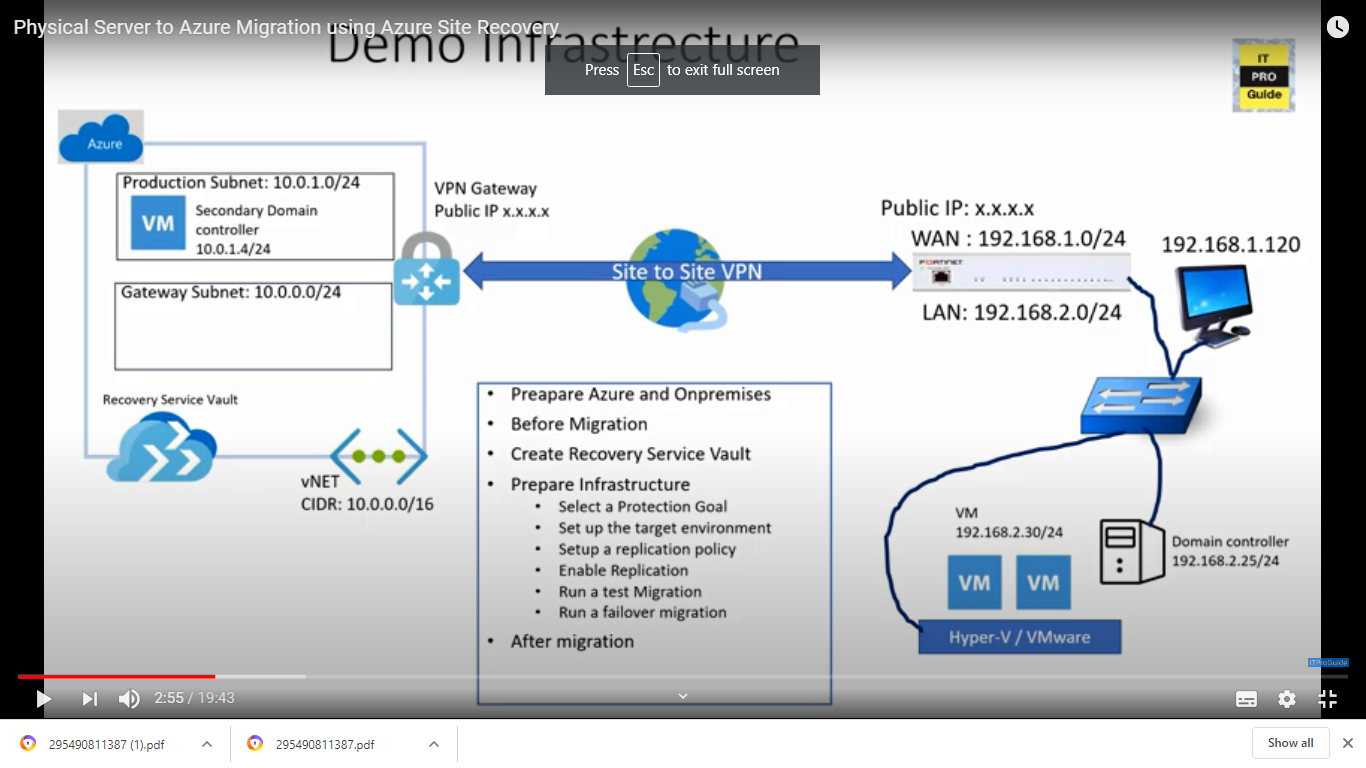 Physical Server to Azure Migration using Azure Site Recovery
Demo Infrastrecture
Press Esc to exit full screen
IT
PRO
Guide
Azure
Production Subnet: 10.0.1.0/24
VM
Secondary Domain
controller
10.0.1.4/24
Gateway Subnet: 10.0.0.0/24
Recovery Service Vault
vNET
CIDR: 10.0.0.0/16
VPN Gateway
Public IP x.x.x.x
Site to Site VPN
Public IP: x.x.x.x
WAN : 192.168.1.0/24
FORTINET
LAN: 192.168.2.0/24
192.168.1.120
• Preapare Azure and Onpremises
• Before Migration
• Create Recovery Service Vault
• Prepare Infrastructure
• Select a Protection Goal
• Set up the target environment
• Setup a replication policy
• Enable Replication
• Run a test Migration
• Run a failover migration
• After migration
VM
192.168.2.30/24
VM VM
Hyper-V / VMware
Domain controller
192.168.2.25/24
ITProGuide
2:55 / 19:43
295490811387 (1).pdf
295490811387.pdf
Show all